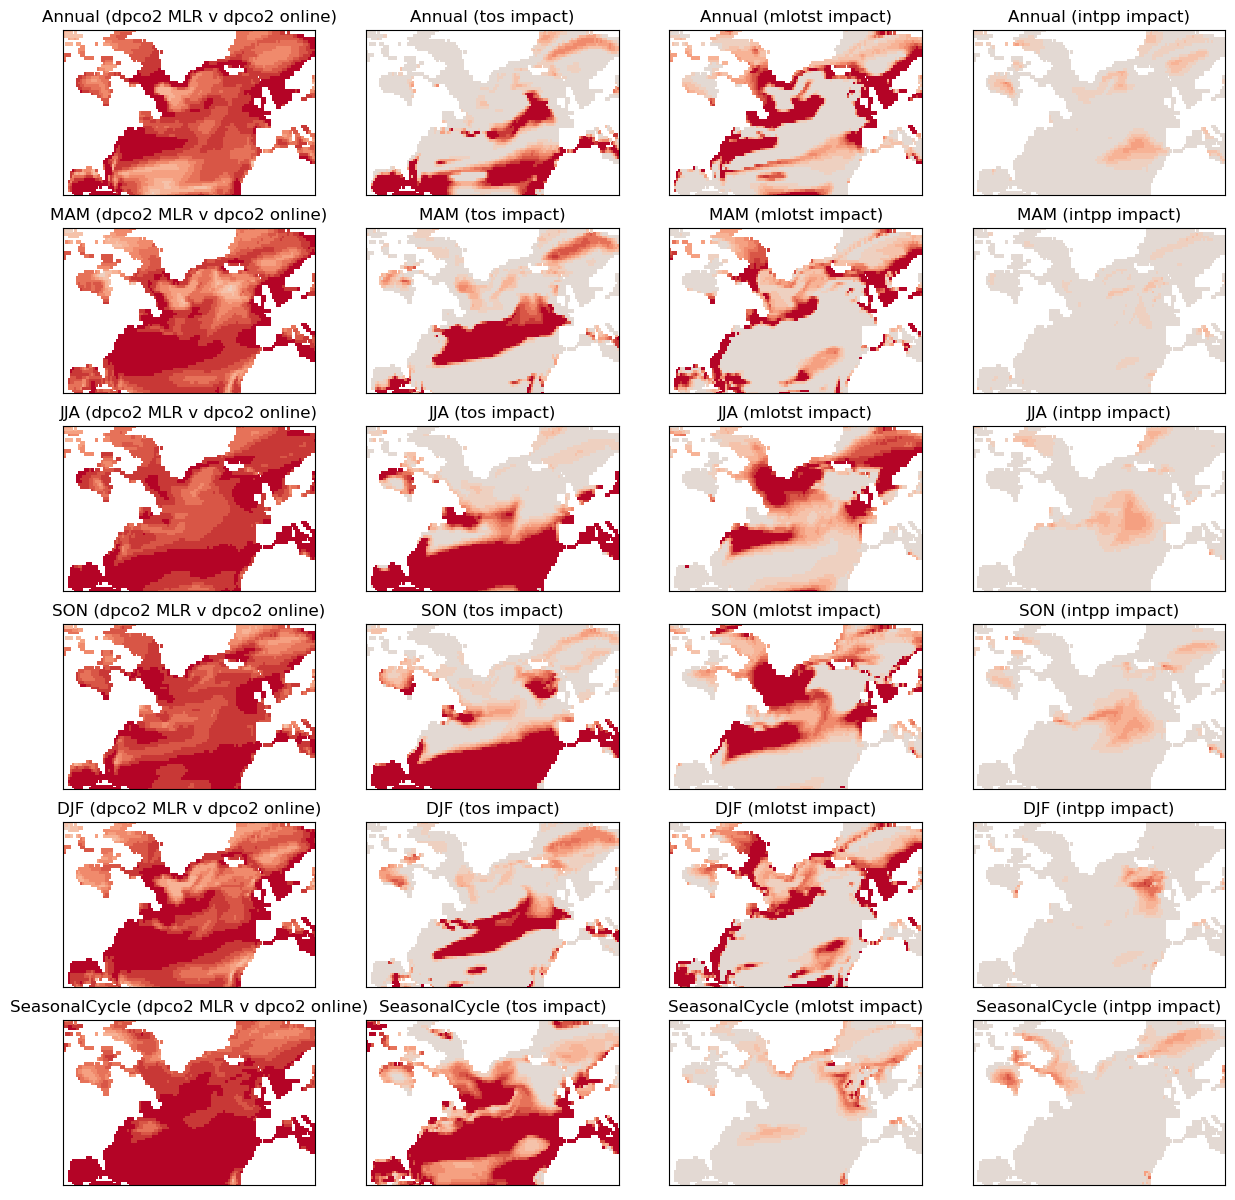 Annual (dpco2 MLR v dpco2 online)
Annual (tos impact)
Annual (mlotst impact)
Annual (intpp impact)
MAM (dpco2 MLR v dpco2 online)
MAM (tos impact)
MAM (mlotst impact)
MAM (intpp impact)
JJA (dpco2 MLR v dpco2 online)
JJA (tos impact)
JJA (mlotst impact)
JJA (intpp impact)
SON (dpco2 MLR v dpco2 online)
SON (tos impact)
SON (mlotst impact)
SON (intpp impact)
DJF (dpco2 MLR v dpco2 online)
DJF (tos impact)
DJF (mlotst impact)
DJF (intpp impact)
SeasonalCycle (dpco2 MLR v dpco2 online)
SeasonalCycle (tos impact)
SeasonalCycle (mlotst impact)
SeasonalCycle (intpp impact)